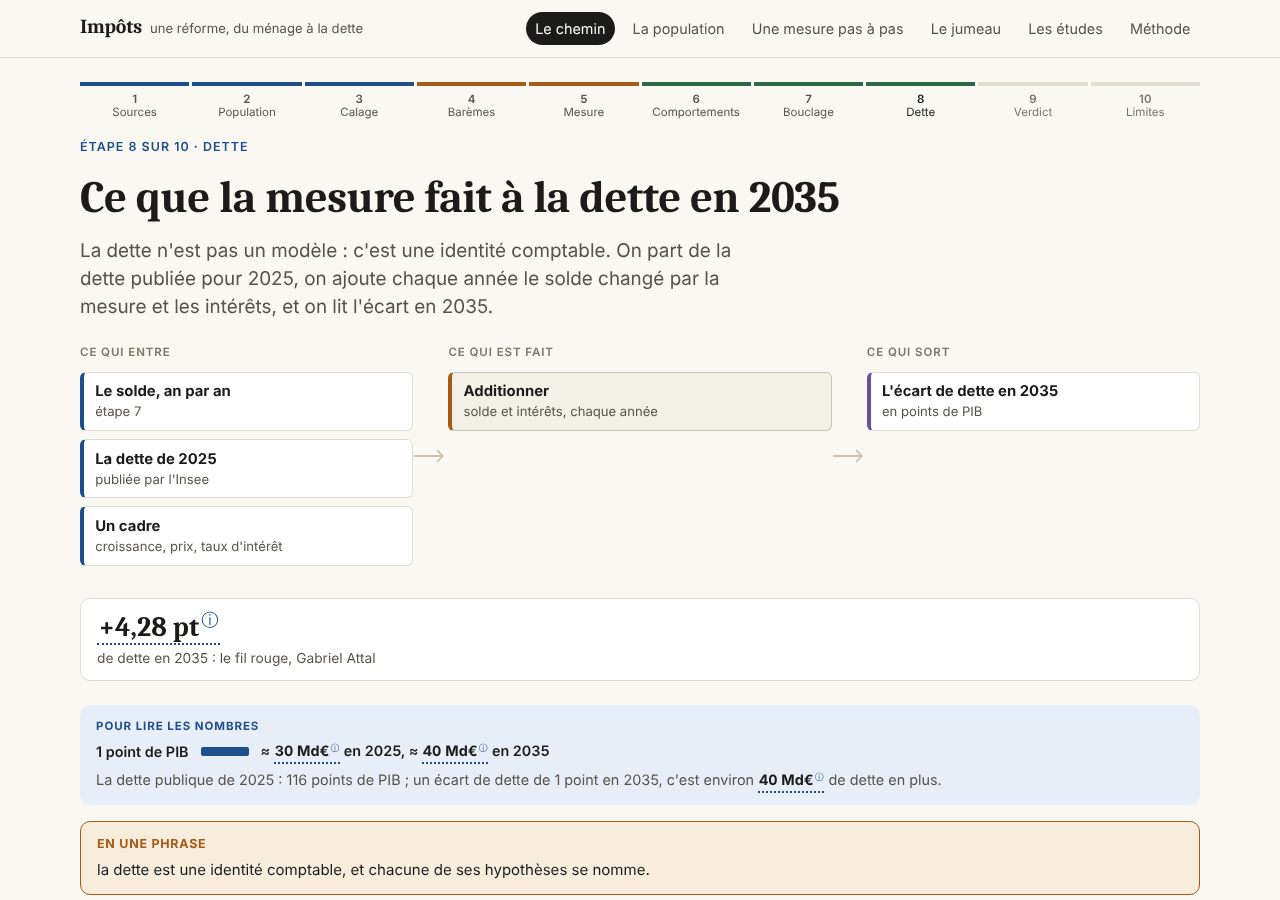 Impôts une réforme, du ménage à la dette
Le chemin
La population
Une mesure pas à pas
Le jumeau
Les études
Méthode
1
Sources
2
Population
3
Calage
4
Barèmes
5
Mesure
6
Comportements
7
Bouclage
8
Dette
9
Verdict
10
Limites
ÉTAPE 8 SUR 10 · DETTE
Ce que la mesure fait à la dette en 2035
La dette n'est pas un modèle : c'est une identité comptable. On part de la
dette publiée pour 2025, on ajoute chaque année le solde changé par la
mesure et les intérêts, et on lit l'écart en 2035.
CE QUI ENTRE
Le solde, an par an
étape 7
La dette de 2025
publiée par l'Insee
Un cadre
croissance, prix, taux d'intérêt
CE QUI EST FAIT
Additionner
solde et intérêts, chaque année
CE QUI SORT
L'écart de dette en 2035
en points de PIB
+4,28 pt ⓘ
de dette en 2035 : le fil rouge, Gabriel Attal
POUR LIRE LES NOMBRES
1 point de PIB ≈ 30 Md€ ⓘ en 2025, ≈ 40 Md€ ⓘ en 2035
La dette publique de 2025 : 116 points de PIB ; un écart de dette de 1 point en 2035, c'est environ 40 Md€ ⓘ de dette en plus.
EN UNE PHRASE
la dette est une identité comptable, et chacune de ses hypothèses se nomme.